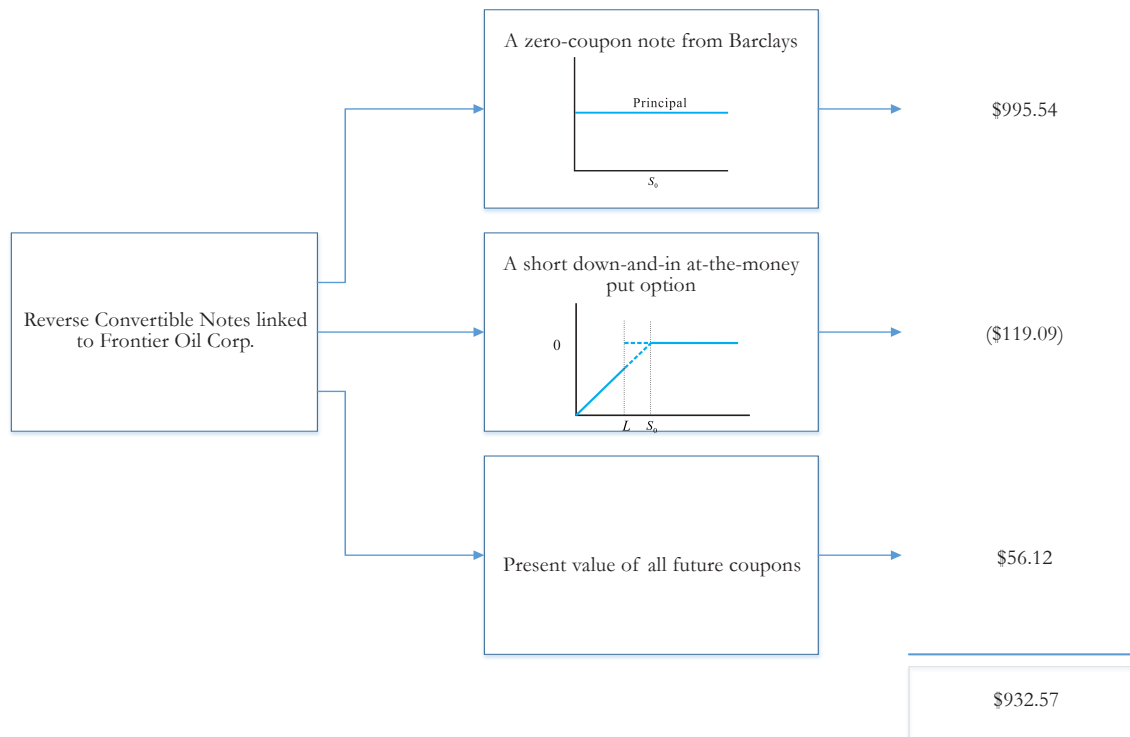 Reverse Convertible Notes linked
to Frontier Oil Corp.
A zero-coupon note from Barclays
Principal
S₀
$995.54
A short down-and-in at-the-money
put option
0
L S₀
($119.09)
Present value of all future coupons
$56.12
$932.57